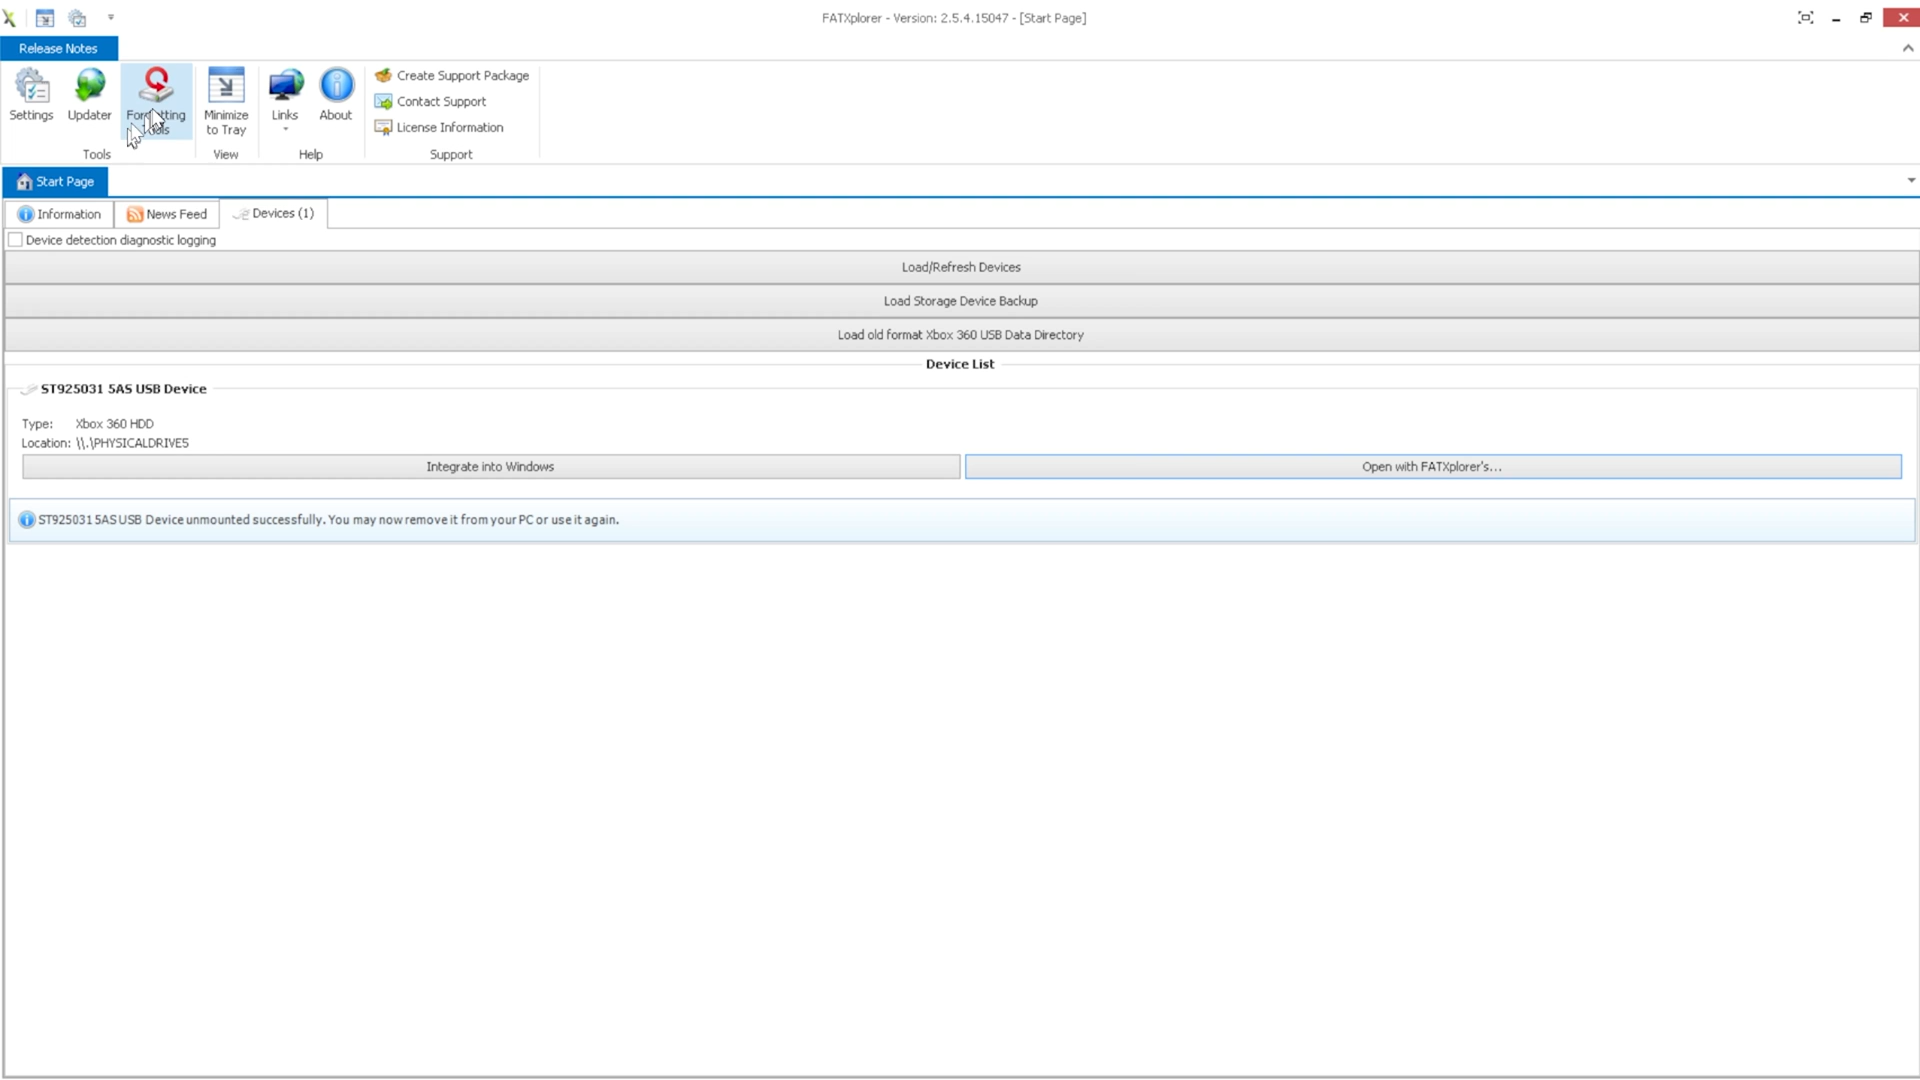 FATXplorer - Version: 2.5.4.15047 - [Start Page]
Release Notes
Settings
Updater
Formatting
Tools
Minimize
to Tray
Links
About
Create Support Package
Contact Support
License Information
Tools
View
Help
Support
Start Page
Information
News Feed
Devices (1)
Device detection diagnostic logging
Load/Refresh Devices
Load Storage Device Backup
Load old format Xbox 360 USB Data Directory
Device List
ST925031 5AS USB Device
Type: Xbox 360 HDD
Location: \\.\PHYSICALDRIVE5
Integrate into Windows
Open with FATXplorer's...
ST925031 5AS USB Device unmounted successfully. You may now remove it from your PC or use it again.